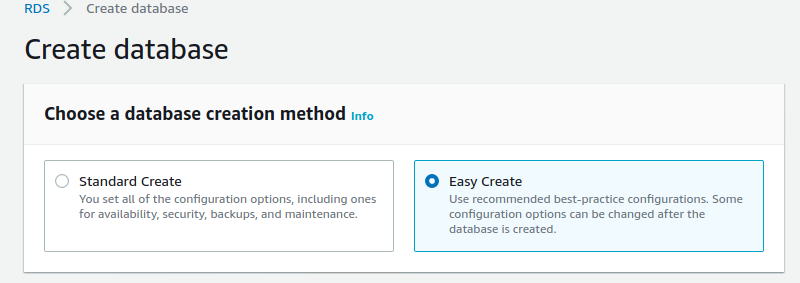 RDS > Create database
Create database
Choose a database creation method Info
Standard Create
You set all of the configuration options, including ones
for availability, security, backups, and maintenance.
Easy Create
Use recommended best-practice configurations. Some
configuration options can be changed after the
database is created.